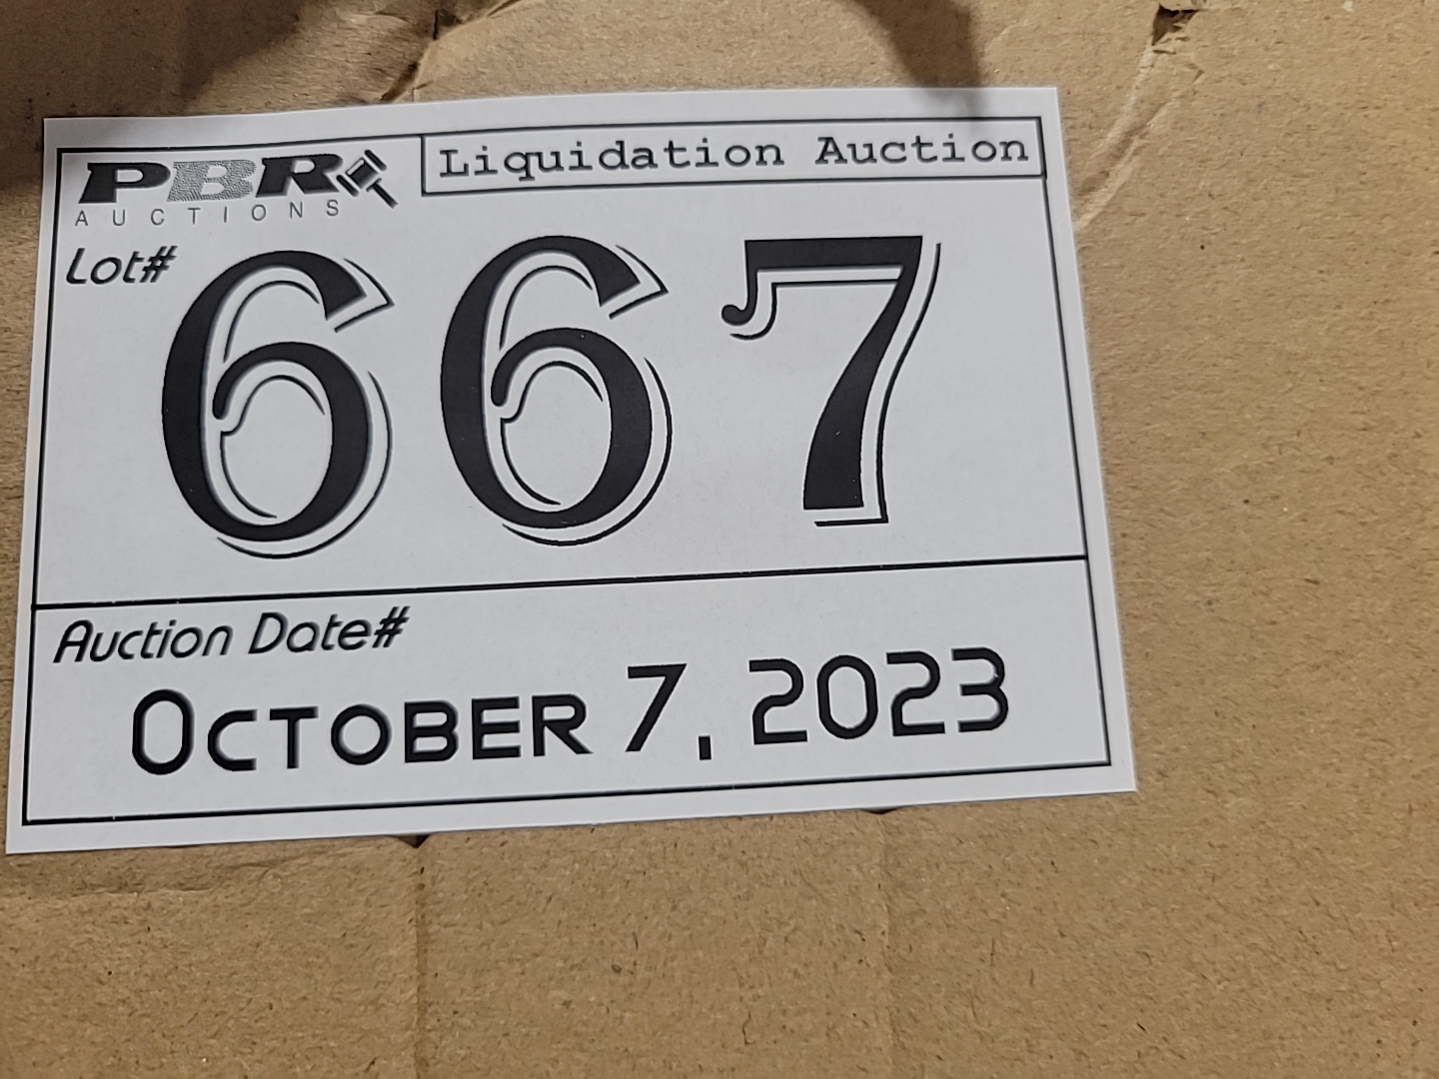 PBR
AUCTIONS
Liquidation Auction
Lot#
667
Auction Date#
OCTOBER 7, 2023